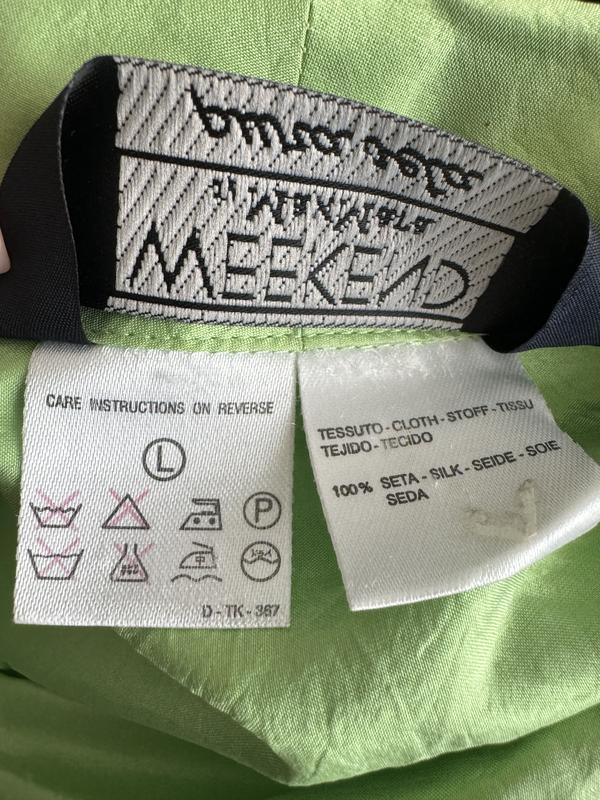 WEEKEND
MaxMara
CARE INSTRUCTIONS ON REVERSE
L
P
D - TK - 367
TESSUTO - CLOTH - STOFF - TISSU
TEJIDO - TECIDO
100% SETA - SILK - SEIDE - SOIE
SEDA